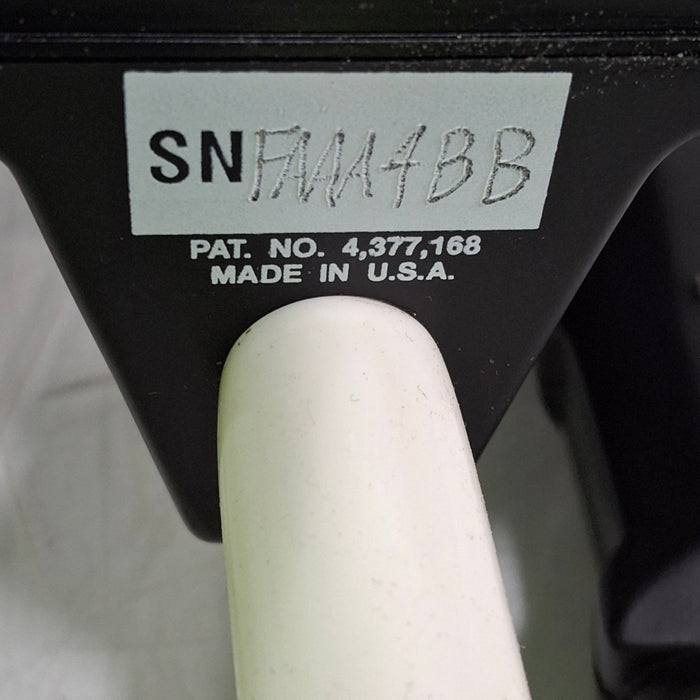 SN FAAA4BB
PAT. NO. 4,377,168
MADE IN U.S.A.